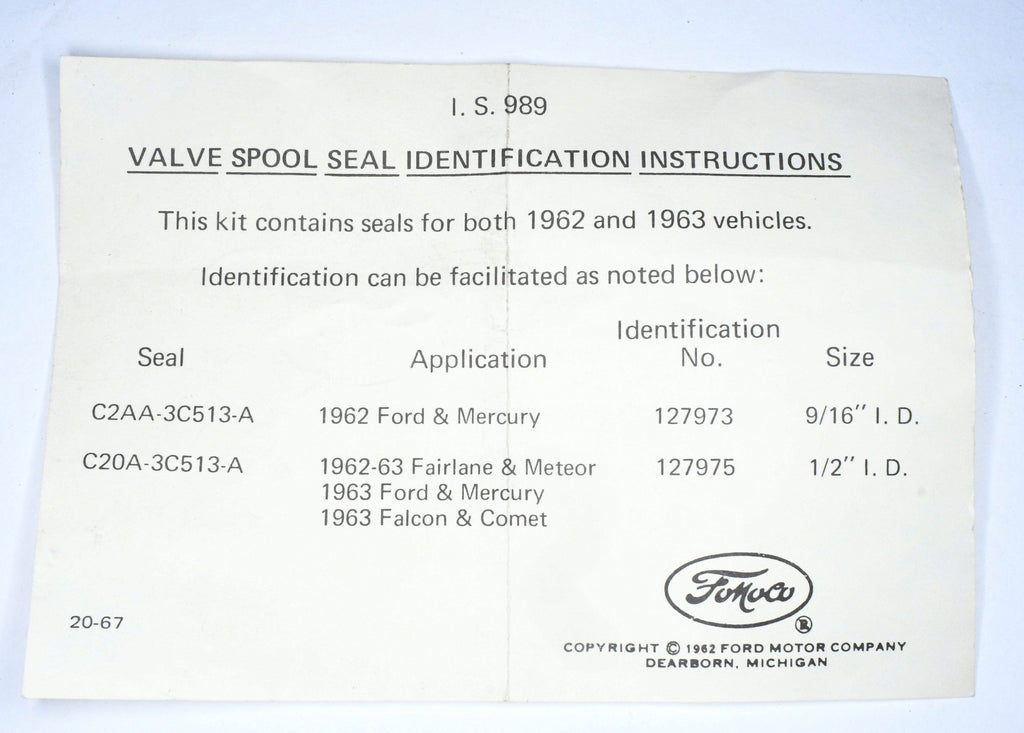 I. S. 989
VALVE SPOOL SEAL IDENTIFICATION INSTRUCTIONS
This kit contains seals for both 1962 and 1963 vehicles.
Identification can be facilitated as noted below:
Seal Application Identification No. Size
C2AA-3C513-A 1962 Ford & Mercury 127973 9/16" I. D.
C20A-3C513-A 1962-63 Fairlane & Meteor 127975 1/2" I. D.
1963 Ford & Mercury
1963 Falcon & Comet
FoMoCo
®
20-67
COPYRIGHT © 1962 FORD MOTOR COMPANY
DEARBORN, MICHIGAN